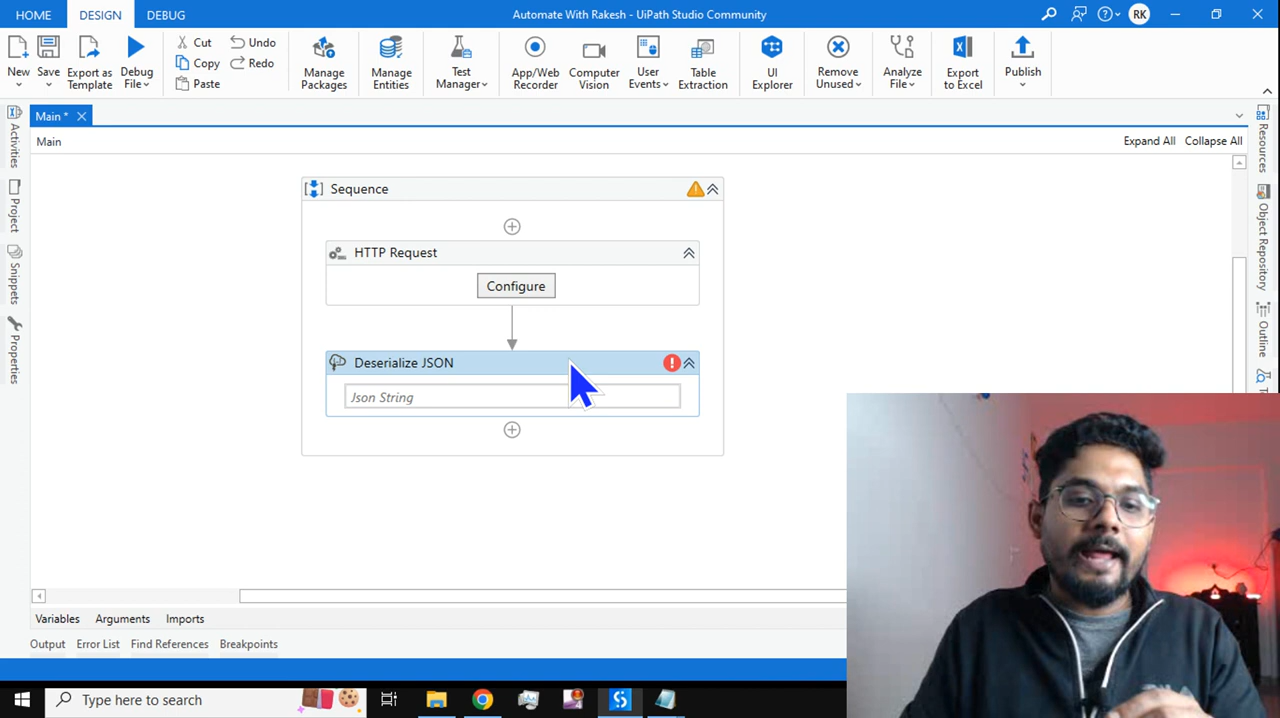 HOME DESIGN DEBUG Automate With Rakesh - UiPath Studio Community RK
New Save Export as Template Debug File Cut Copy Paste Undo Redo Manage Packages Manage Entities Test Manager App/Web Recorder Computer Vision User Events Table Extraction UI Explorer Remove Unused Analyze File Export to Excel Publish
Main *
Main Expand All Collapse All
Activities
Project
Snippets
Properties
Resources
Object Repository
Outline
Sequence
HTTP Request
Configure
Deserialize JSON
Json String
Variables Arguments Imports
Output Error List Find References Breakpoints
Type here to search